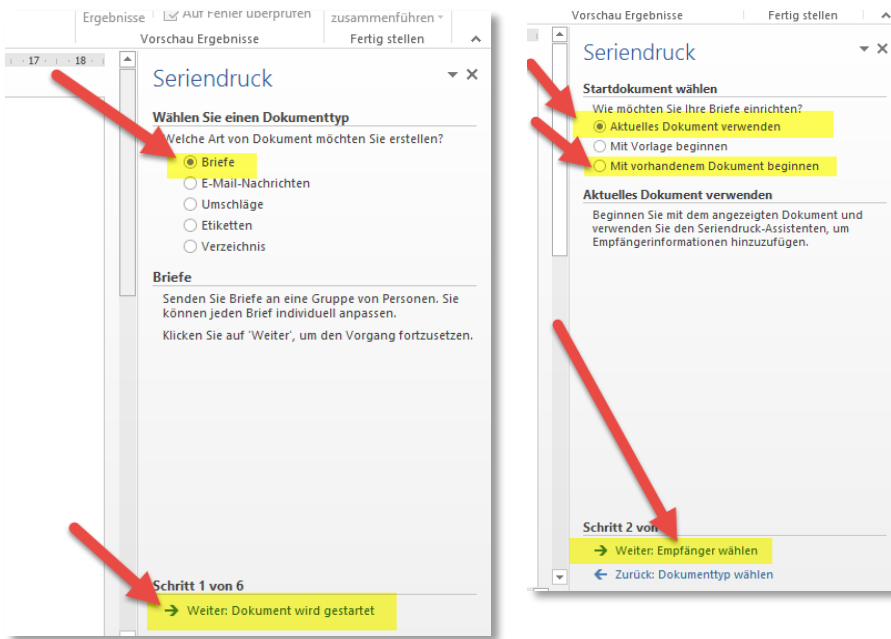 Ergebnisse
Auf Fehler überprüfen
zusammenführen
Vorschau Ergebnisse
Fertig stellen
17
18
Seriendruck
Wählen Sie einen Dokumenttyp
Welche Art von Dokument möchten Sie erstellen?
Briefe
E-Mail-Nachrichten
Umschläge
Etiketten
Verzeichnis
Briefe
Senden Sie Briefe an eine Gruppe von Personen. Sie
können jeden Brief individuell anpassen.
Klicken Sie auf 'Weiter', um den Vorgang fortzusetzen.
Schritt 1 von 6
Weiter: Dokument wird gestartet
Vorschau Ergebnisse
Fertig stellen
Seriendruck
Startdokument wählen
Wie möchten Sie Ihre Briefe einrichten?
Aktuelles Dokument verwenden
Mit Vorlage beginnen
Mit vorhandenem Dokument beginnen
Aktuelles Dokument verwenden
Beginnen Sie mit dem angezeigten Dokument und
verwenden Sie den Seriendruck-Assistenten, um
Empfängerinformationen hinzuzufügen.
Schritt 2 von
Weiter: Empfänger wählen
Zurück: Dokumenttyp wählen